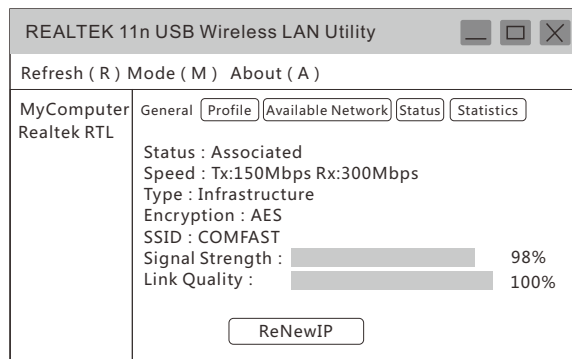 REALTEK 11n USB Wireless LAN Utility
Refresh ( R ) Mode ( M ) About ( A )
MyComputer
Realtek RTL
General Profile Available Network Status Statistics
Status : Associated
Speed : Tx:150Mbps Rx:300Mbps
Type : Infrastructure
Encryption : AES
SSID : COMFAST
Signal Strength : 98%
Link Quality : 100%
ReNewIP